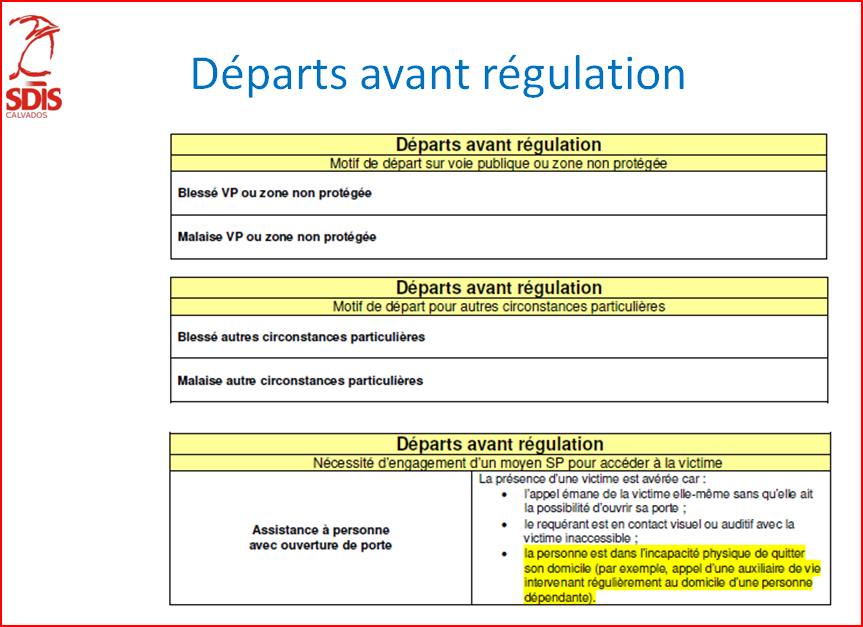 SDIS
CALVADOS
Départs avant régulation
Départs avant régulation
Motif de départ sur voie publique ou zone non protégée
Blessé VP ou zone non protégée
Malaise VP ou zone non protégée
Départs avant régulation
Motif de départ pour autres circonstances particulières
Blessé autres circonstances particulières
Malaise autre circonstances particulières
Départs avant régulation
Nécessité d'engagement d'un moyen SP pour accéder à la victime
Assistance à personne
avec ouverture de porte
La présence d'une victime est avérée car :
• l'appel émane de la victime elle-même sans qu'elle ait
la possibilité d'ouvrir sa porte ;
• le requérant est en contact visuel ou auditif avec la
victime inaccessible ;
• la personne est dans l'incapacité physique de quitter
son domicile (par exemple, appel d'une auxiliaire de vie
intervenant régulièrement au domicile d'une personne
dépendante).